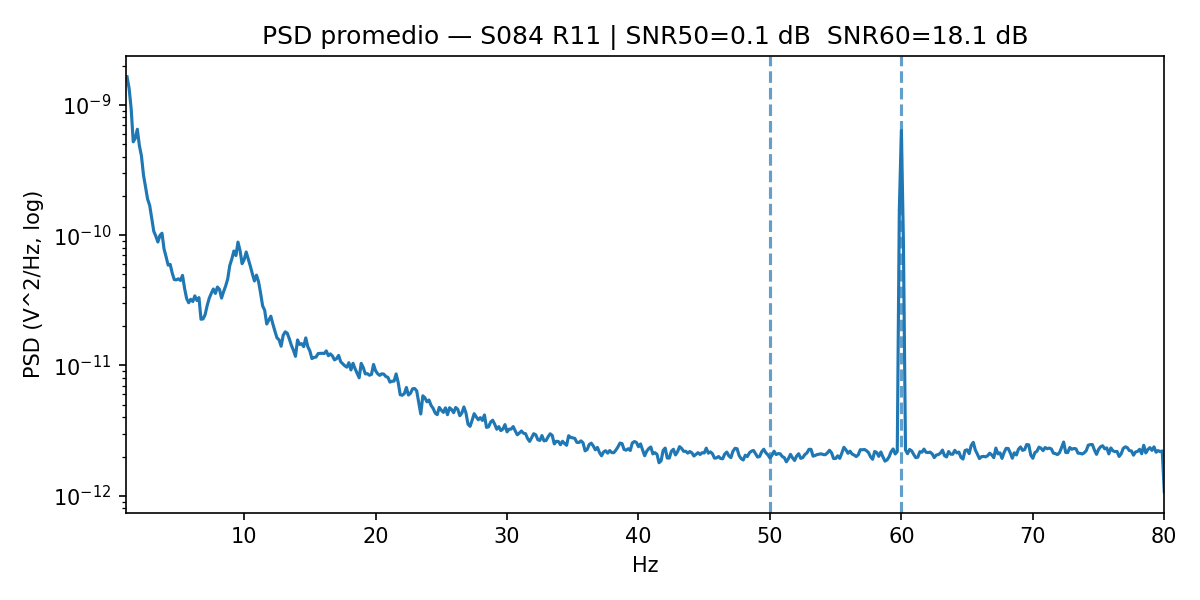 PSD promedio — S084 R11 | SNR50=0.1 dB  SNR60=18.1 dB
PSD (V^2/Hz, log)
10⁻⁹
10⁻¹⁰
10⁻¹¹
10⁻¹²
10 20 30 40 50 60 70 80
Hz